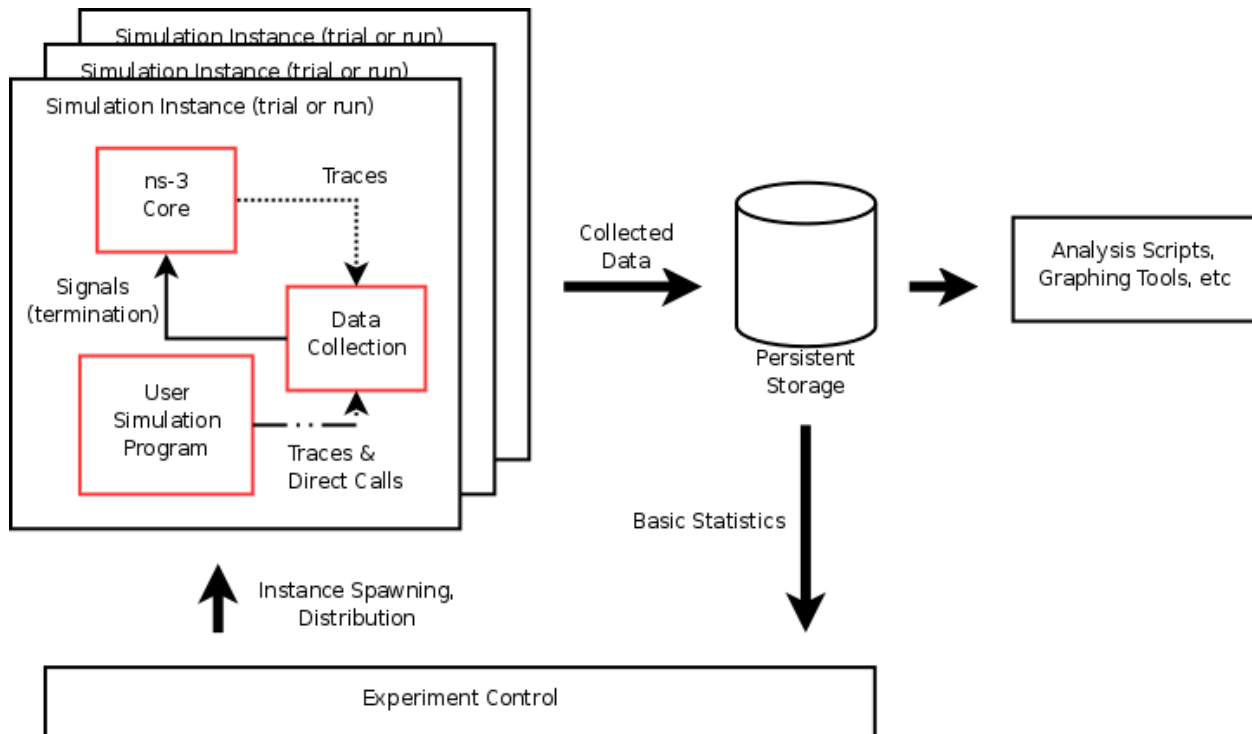 Simulation Instance (trial or run)
Simulation Instance (trial or run)
Simulation Instance (trial or run)
ns-3
Core
Traces
Signals
(termination)
Data
Collection
User
Simulation
Program
Traces &
Direct Calls
Collected
Data
Persistent
Storage
Analysis Scripts,
Graphing Tools, etc
Basic Statistics
Instance Spawning,
Distribution
Experiment Control